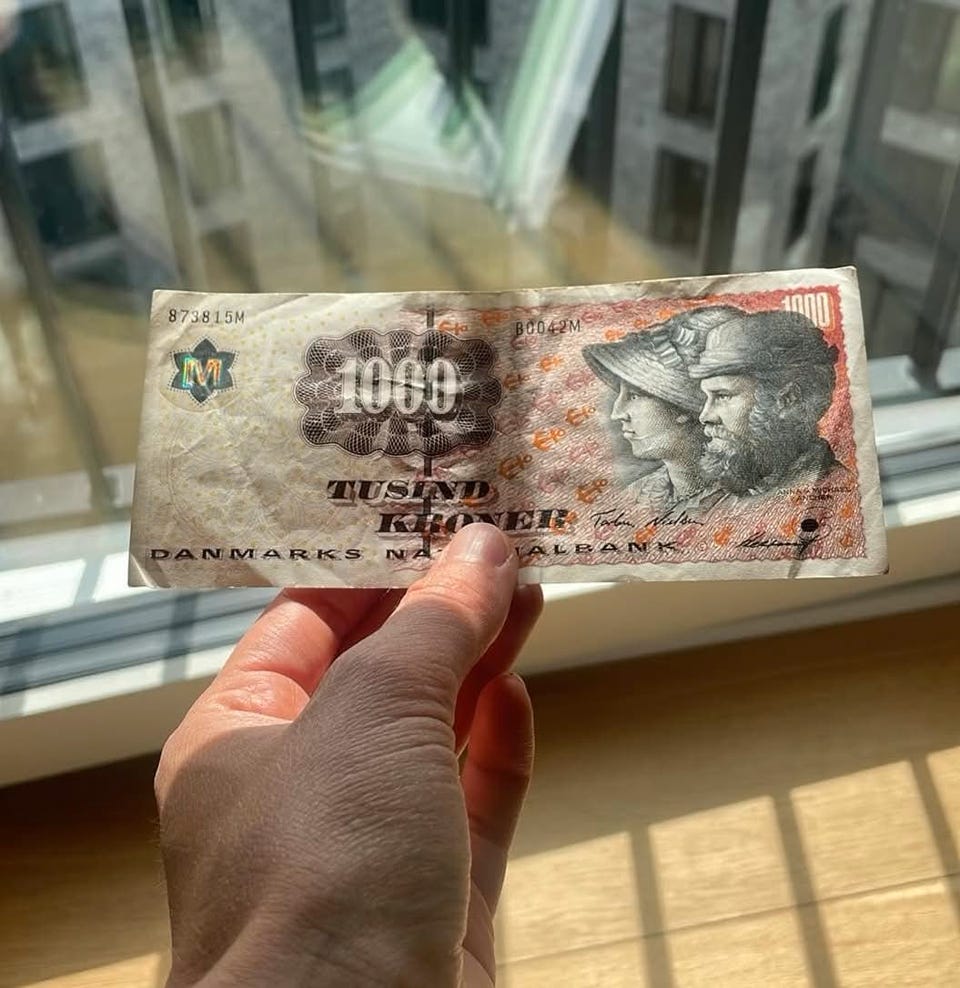 873815M
B0042M
1000
M
1000
TUSIND
KRONER
DANMARKS NA ALBANK